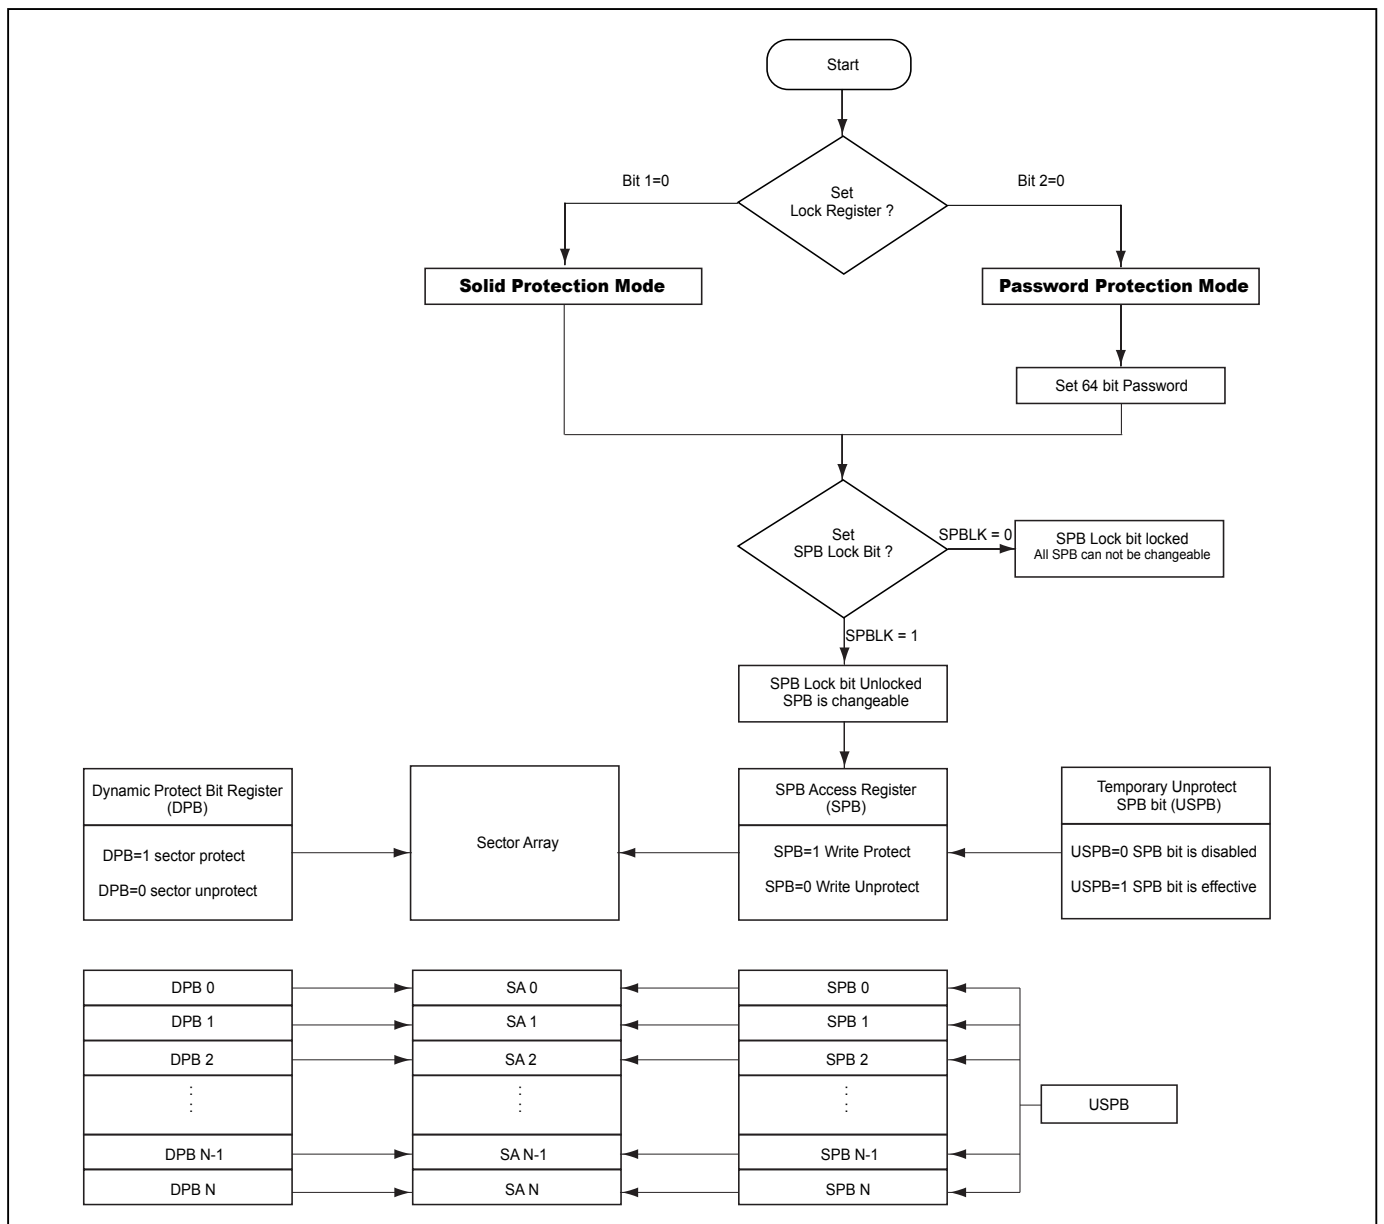 Start
Bit 1=0
Bit 2=0
Set
Lock Register ?
Solid Protection Mode
Password Protection Mode
Set 64 bit Password
Set
SPB Lock Bit ?
SPBLK = 0
SPB Lock bit locked
All SPB can not be changeable
SPBLK = 1
SPB Lock bit Unlocked
SPB is changeable
Dynamic Protect Bit Register
(DPB)
DPB=1 sector protect
DPB=0 sector unprotect
Sector Array
SPB Access Register
(SPB)
SPB=1 Write Protect
SPB=0 Write Unprotect
Temporary Unprotect
SPB bit (USPB)
USPB=0 SPB bit is disabled
USPB=1 SPB bit is effective
DPB 0
SA 0
SPB 0
DPB 1
SA 1
SPB 1
DPB 2
SA 2
SPB 2
USPB
DPB N-1
SA N-1
SPB N-1
DPB N
SA N
SPB N